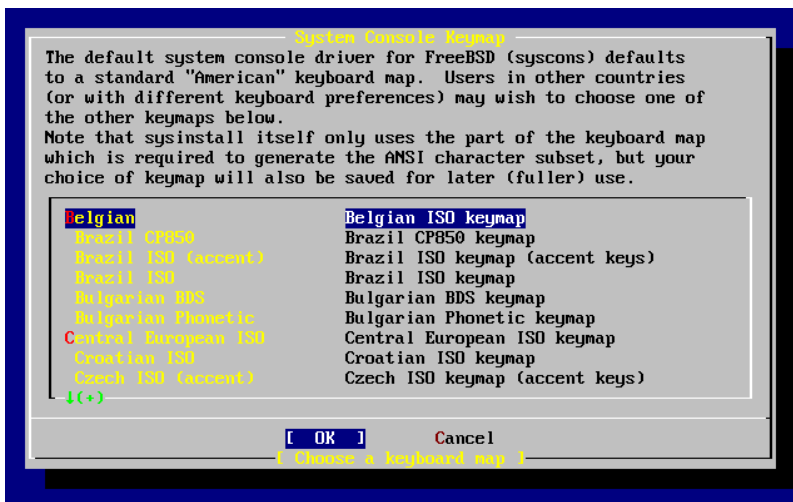 System Console Keymap
The default system console driver for FreeBSD (syscons) defaults
to a standard "American" keyboard map.  Users in other countries
(or with different keyboard preferences) may wish to choose one of
the other keymaps below.
Note that sysinstall itself only uses the part of the keyboard map
which is required to generate the ANSI character subset, but your
choice of keymap will also be saved for later (fuller) use.
Belgian Belgian ISO keymap
Brazil CP850 Brazil CP850 keymap
Brazil ISO (accent) Brazil ISO keymap (accent keys)
Brazil ISO Brazil ISO keymap
Bulgarian BDS Bulgarian BDS keymap
Bulgarian Phonetic Bulgarian Phonetic keymap
Central European ISO Central European ISO keymap
Croatian ISO Croatian ISO keymap
Czech ISO (accent) Czech ISO keymap (accent keys)
↓(+)
[ OK ] Cancel
[ Choose a keyboard map ]